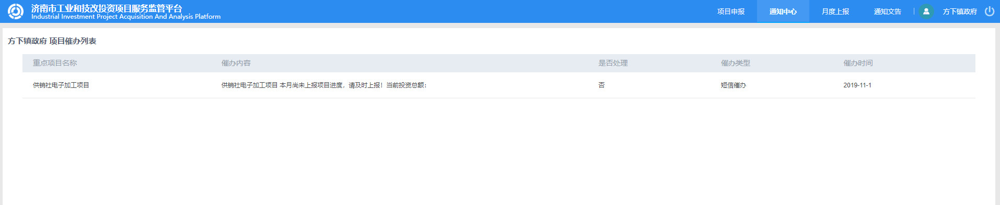 济南市工业和技改投资项目服务监管平台
Industrial Investment Project Acquisition And Analysis Platform
项目申报 通知中心 月度上报 通知文告 方下镇政府
方下镇政府 项目催办列表
重点项目名称 催办内容 是否处理 催办类型 催办时间
供销社电子加工项目 供销社电子加工项目 本月尚未上报项目进度，请及时上报！当前投资总额： 否 短信催办 2019-11-1